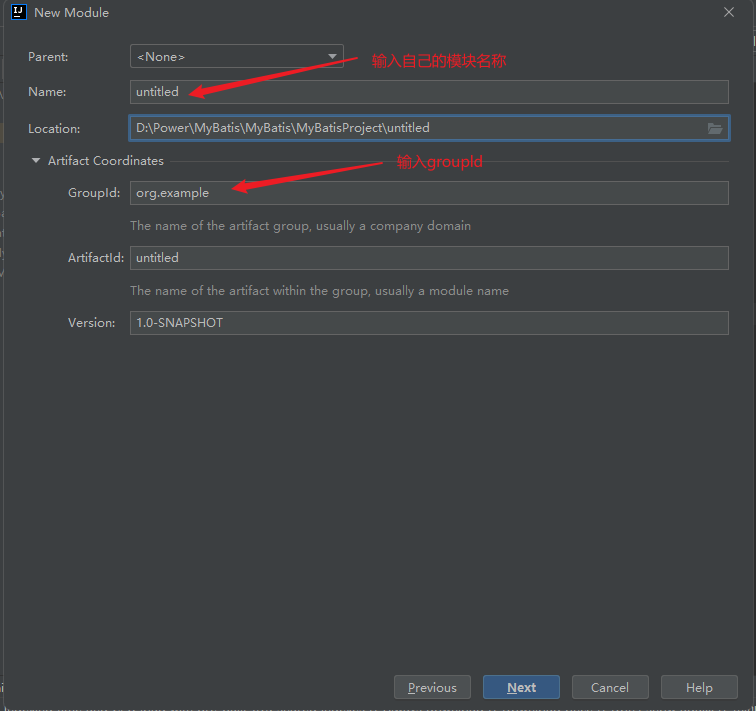 New Module
Parent: <None>
输入自己的模块名称
Name: untitled
Location: D:\Power\MyBatis\MyBatis\MyBatisProject\untitled
Artifact Coordinates
输入groupId
GroupId: org.example
The name of the artifact group, usually a company domain
ArtifactId: untitled
The name of the artifact within the group, usually a module name
Version: 1.0-SNAPSHOT
Previous Next Cancel Help